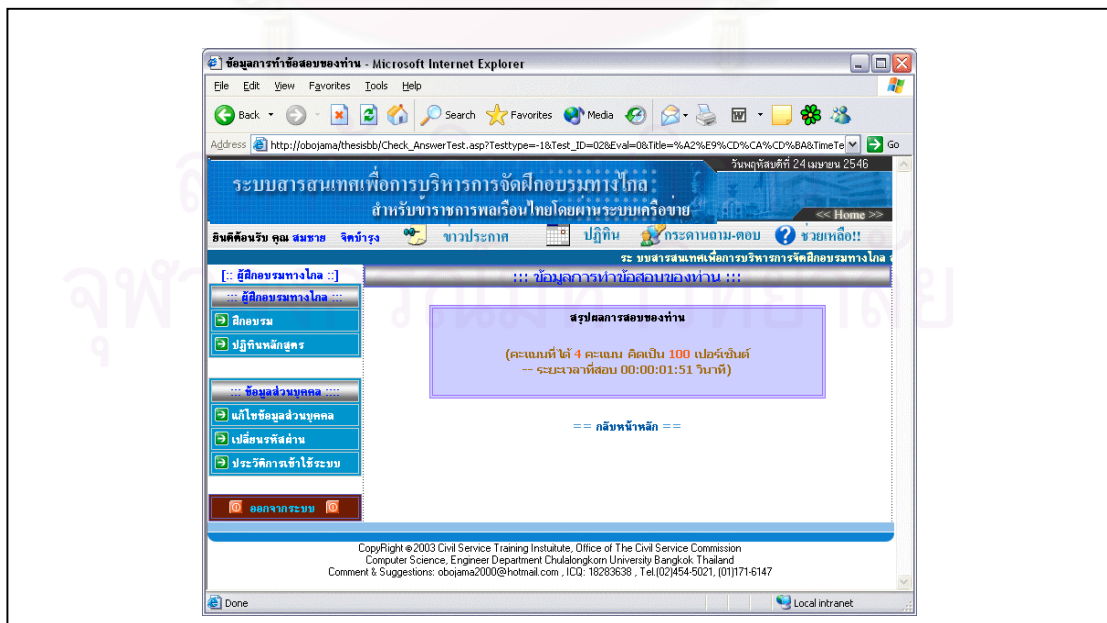 ข้อมูลการทำข้อสอบของท่าน - Microsoft Internet Explorer
File Edit View Favorites Tools Help
Back Search Favorites Media
Address http://obojama/thesisbb/Check_AnswerTest.asp?Testtype=-1&Test_ID=02&Eval=0&Title=%A2%E9%CD%CA%CD%BA&TimeTe Go
วันพฤหัสบดีที่ 24 เมษายน 2546
ระบบสารสนเทศเพื่อการบริหารการจัดฝึกอบรมทางไกล
สำหรับข้าราชการพลเรือนไทยโดยผ่านระบบเครือข่าย
<< Home >>
ยินดีต้อนรับ คุณ สมชาย จิตบำรุง ข่าวประกาศ ปฏิทิน กระดานถาม-ตอบ ช่วยเหลือ!!
ระบบสารสนเทศเพื่อการบริหารการจัดฝึกอบรมทางไกล
[:: ผู้ฝึกอบรมทางไกล ::]
::: ข้อมูลการทำข้อสอบของท่าน :::
::: ผู้ฝึกอบรมทางไกล :::
ฝึกอบรม
ปฏิทินหลักสูตร
สรุปผลการสอบของท่าน
(คะแนนที่ได้ 4 คะแนน คิดเป็น 100 เปอร์เซ็นต์
-- ระยะเวลาที่สอบ 00:00:01:51 วินาที)
::: ข้อมูลส่วนบุคคล ::::
แก้ไขข้อมูลส่วนบุคคล
เปลี่ยนรหัสผ่าน
ประวัติการเข้าใช้ระบบ
== กลับหน้าหลัก ==
ออกจากระบบ
CopyRight @ 2003 Civil Service Training Instuitute, Office of The Civil Service Commission
Computer Science, Engineer Department Chulalongkorn University Bangkok Thailand
Comment & Suggestions: obojama2000@hotmail.com , ICQ: 18283638 , Tel.(02)454-5021, (01)171-6147
Done Local intranet